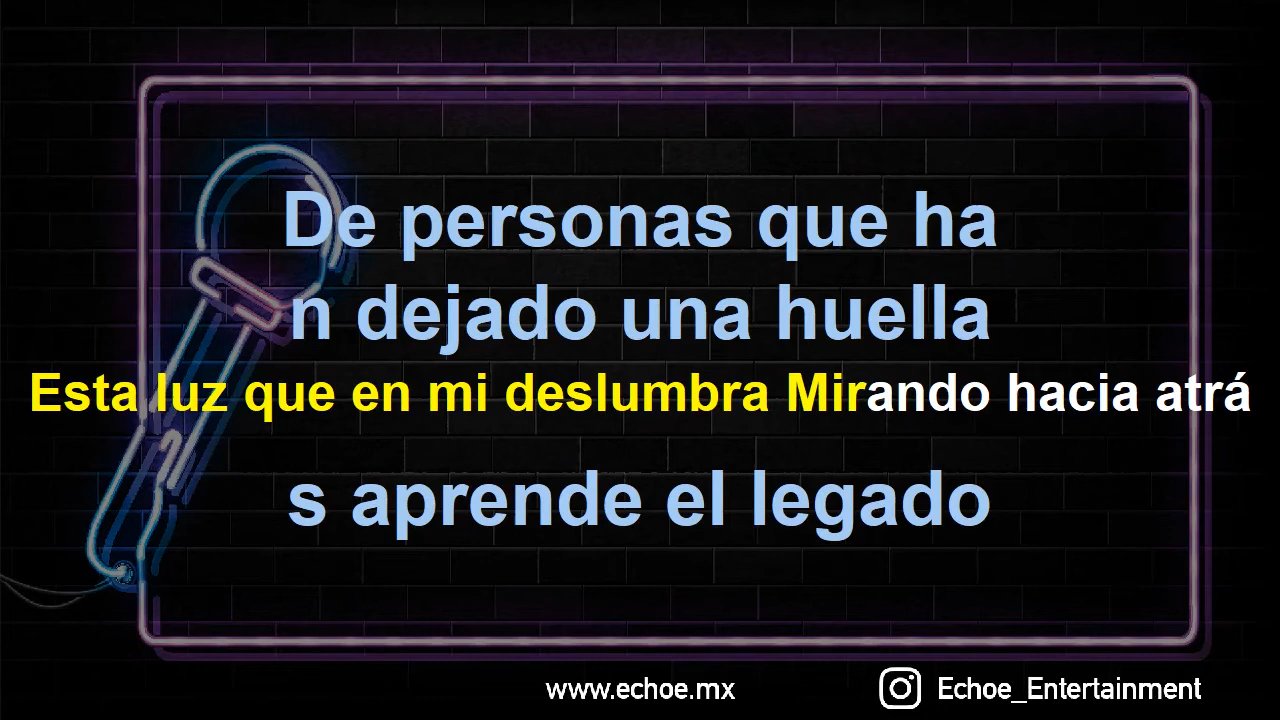 De personas que ha
n dejado una huella
Esta luz que en mi deslumbra Mirando hacia atrá
s aprende el legado
www.echoe.mx
Echoe_Entertainment